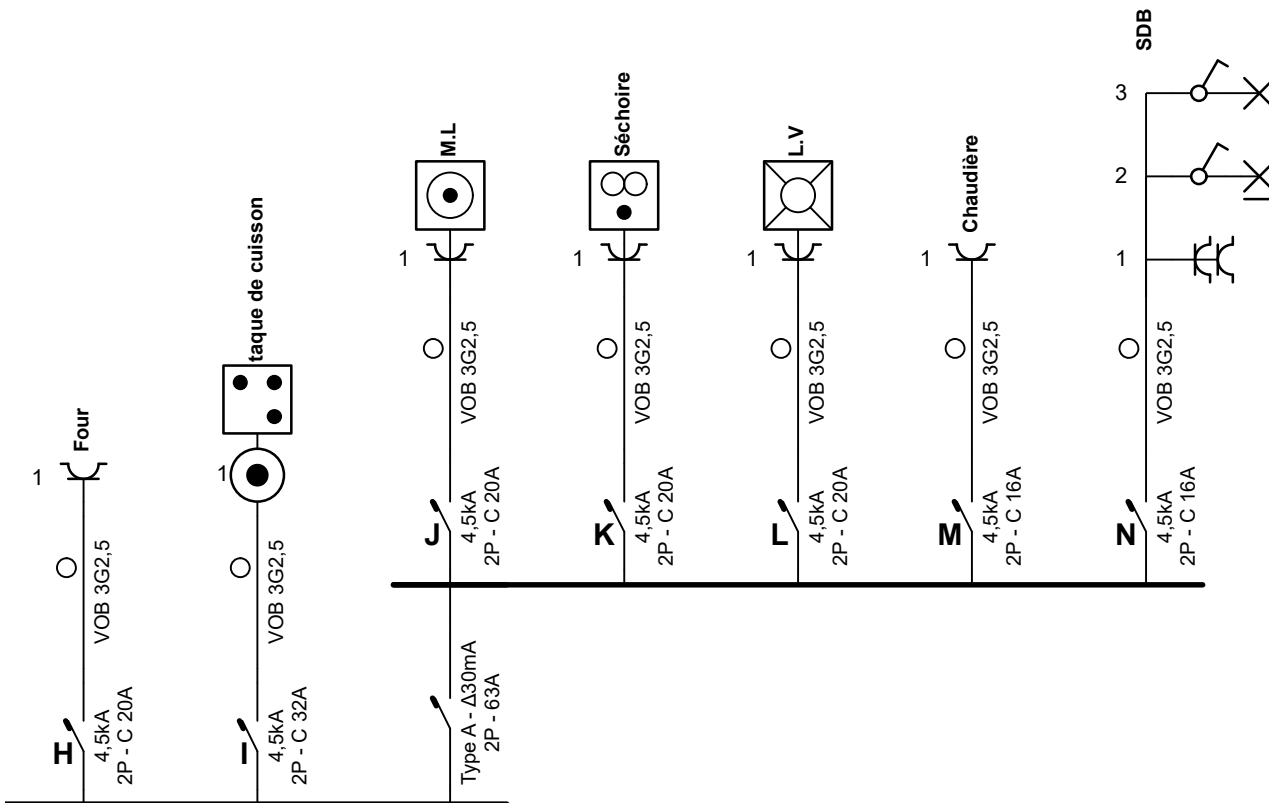 Four
1
VOB 3G2,5
H
4,5kA
2P - C 20A
taque de cuisson
1
VOB 3G2,5
I
4,5kA
2P - C 32A
M.L
1
VOB 3G2,5
J
4,5kA
2P - C 20A
Type A - Δ30mA
2P - 63A
Séchoire
1
VOB 3G2,5
K
4,5kA
2P - C 20A
L.V
1
VOB 3G2,5
L
4,5kA
2P - C 20A
Chaudière
1
VOB 3G2,5
M
4,5kA
2P - C 16A
SDB
3
2
1
VOB 3G2,5
N
4,5kA
2P - C 16A